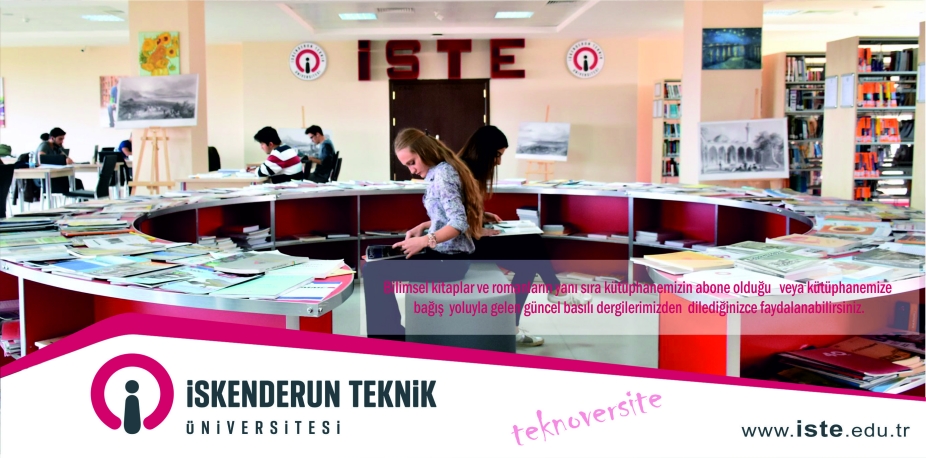 İSTE
Bilimsel kitaplar ve romanların yanı sıra kütüphanemizin abone olduğu veya kütüphanemize
bağış yoluyla gelen güncel basılı dergilerimizden dilediğinizce faydalanabilirsiniz.
İSKENDERUN TEKNİK
ÜNİVERSİTESİ
teknoversite
www.iste.edu.tr